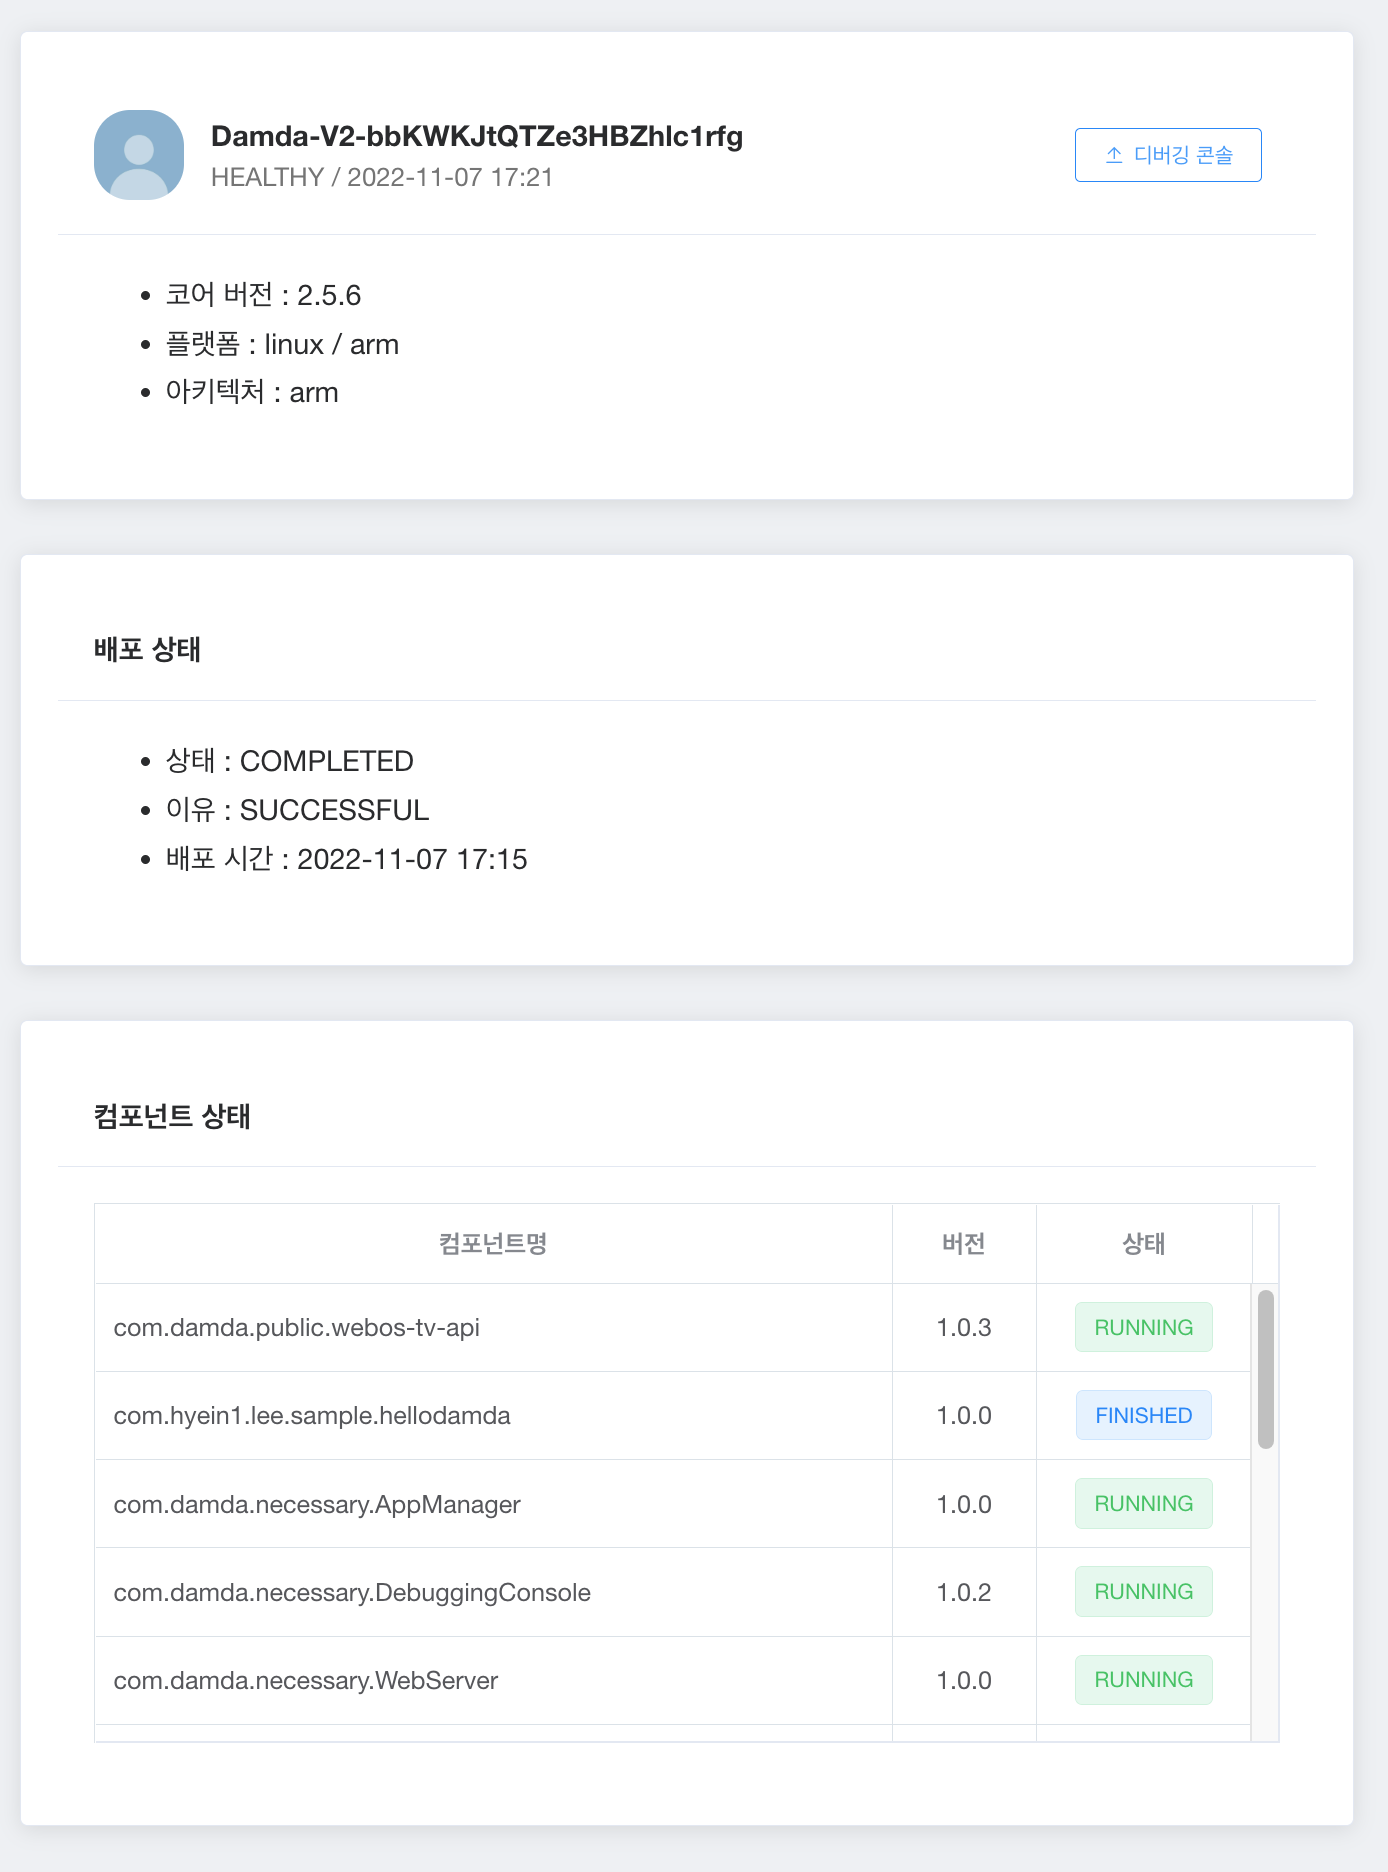 Damda-V2-bbKWKJtQTZe3HBZhlc1rfg
HEALTHY / 2022-11-07 17:21
디버깅 콘솔
코어 버전 : 2.5.6
플랫폼 : linux / arm
아키텍처 : arm
배포 상태
상태 : COMPLETED
이유 : SUCCESSFUL
배포 시간 : 2022-11-07 17:15
컴포넌트 상태
컴포넌트명 버전 상태
com.damda.public.webos-tv-api 1.0.3 RUNNING
com.hyein1.lee.sample.hellodamda 1.0.0 FINISHED
com.damda.necessary.AppManager 1.0.0 RUNNING
com.damda.necessary.DebuggingConsole 1.0.2 RUNNING
com.damda.necessary.WebServer 1.0.0 RUNNING